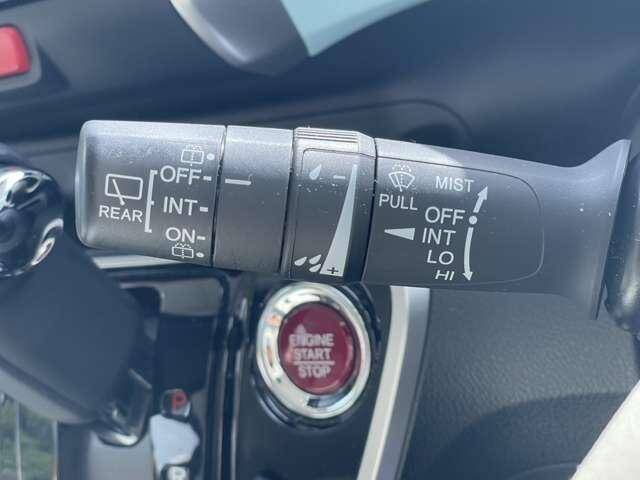 OFF
INT
ON
REAR
-
+
PULL
MIST
OFF
INT
LO
HI
ENGINE
START
STOP
P
R